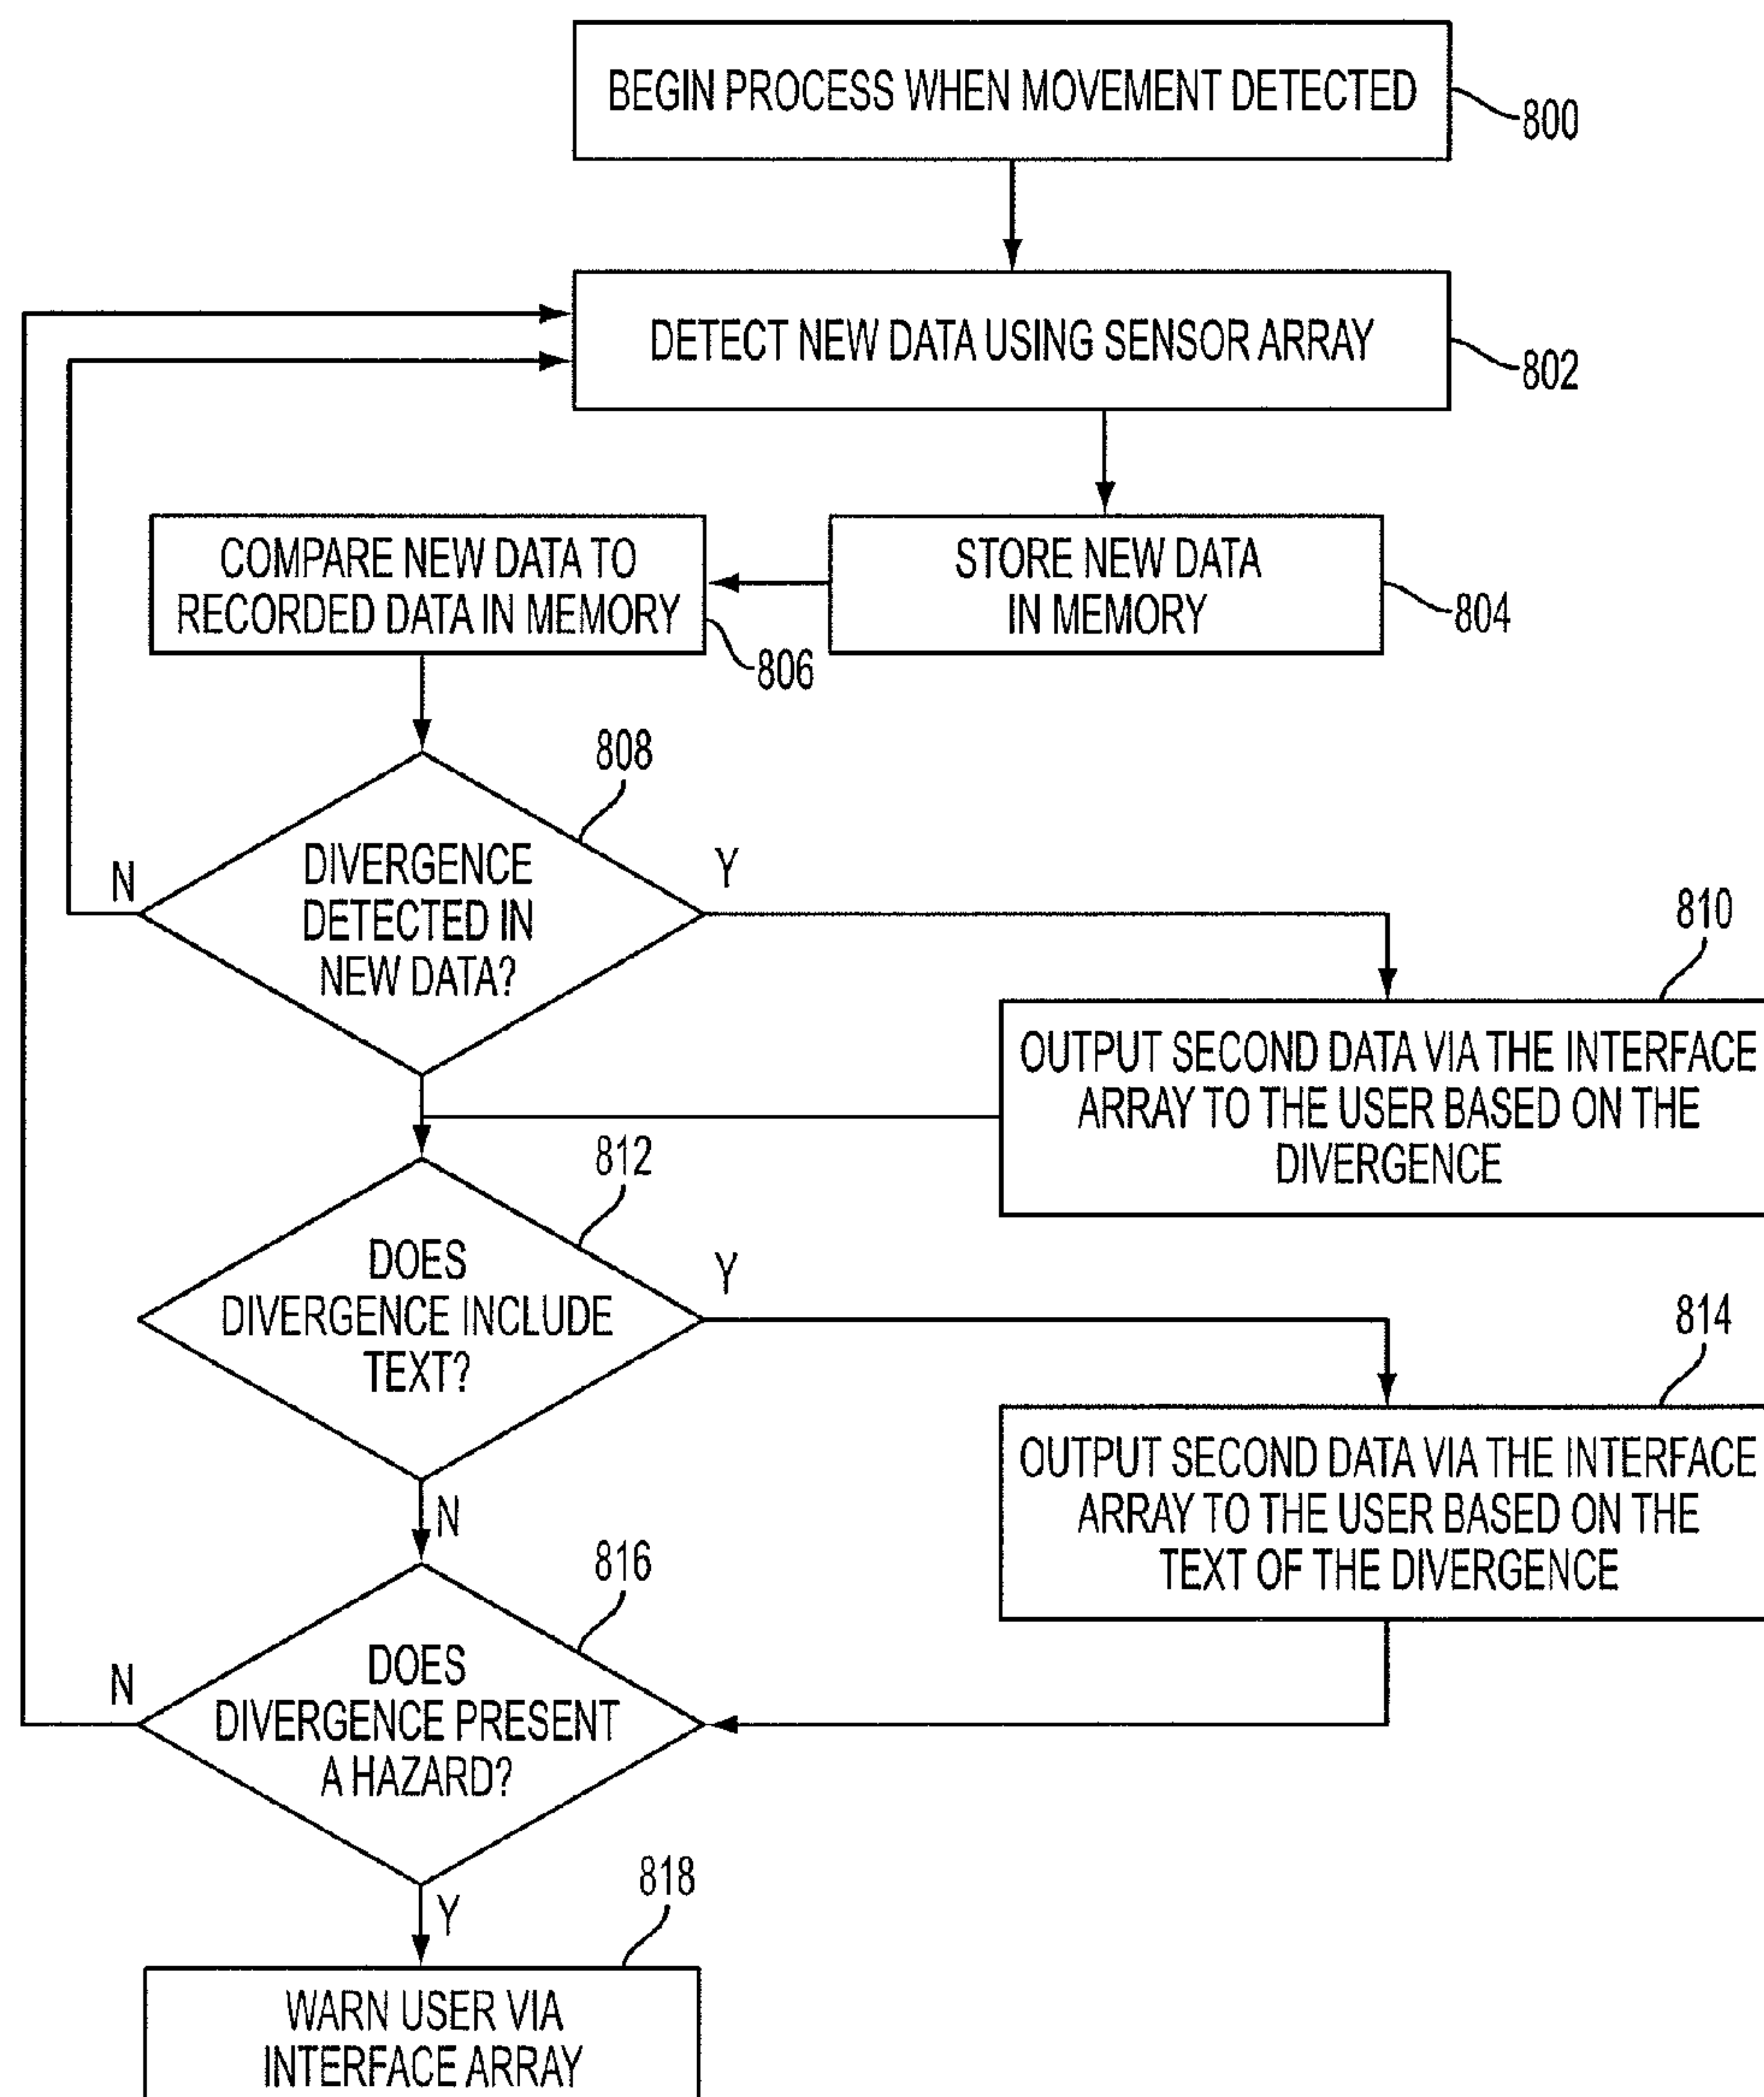 BEGIN PROCESS WHEN MOVEMENT DETECTED
800
DETECT NEW DATA USING SENSOR ARRAY
802
COMPARE NEW DATA TO
RECORDED DATA IN MEMORY
806
STORE NEW DATA
IN MEMORY
804
808
DIVERGENCE
DETECTED IN
NEW DATA?
N
Y
810
OUTPUT SECOND DATA VIA THE INTERFACE
ARRAY TO THE USER BASED ON THE
DIVERGENCE
812
DOES
DIVERGENCE INCLUDE
TEXT?
Y
N
814
OUTPUT SECOND DATA VIA THE INTERFACE
ARRAY TO THE USER BASED ON THE
TEXT OF THE DIVERGENCE
816
DOES
DIVERGENCE PRESENT
A HAZARD?
N
Y
818
WARN USER VIA
INTERFACE ARRAY